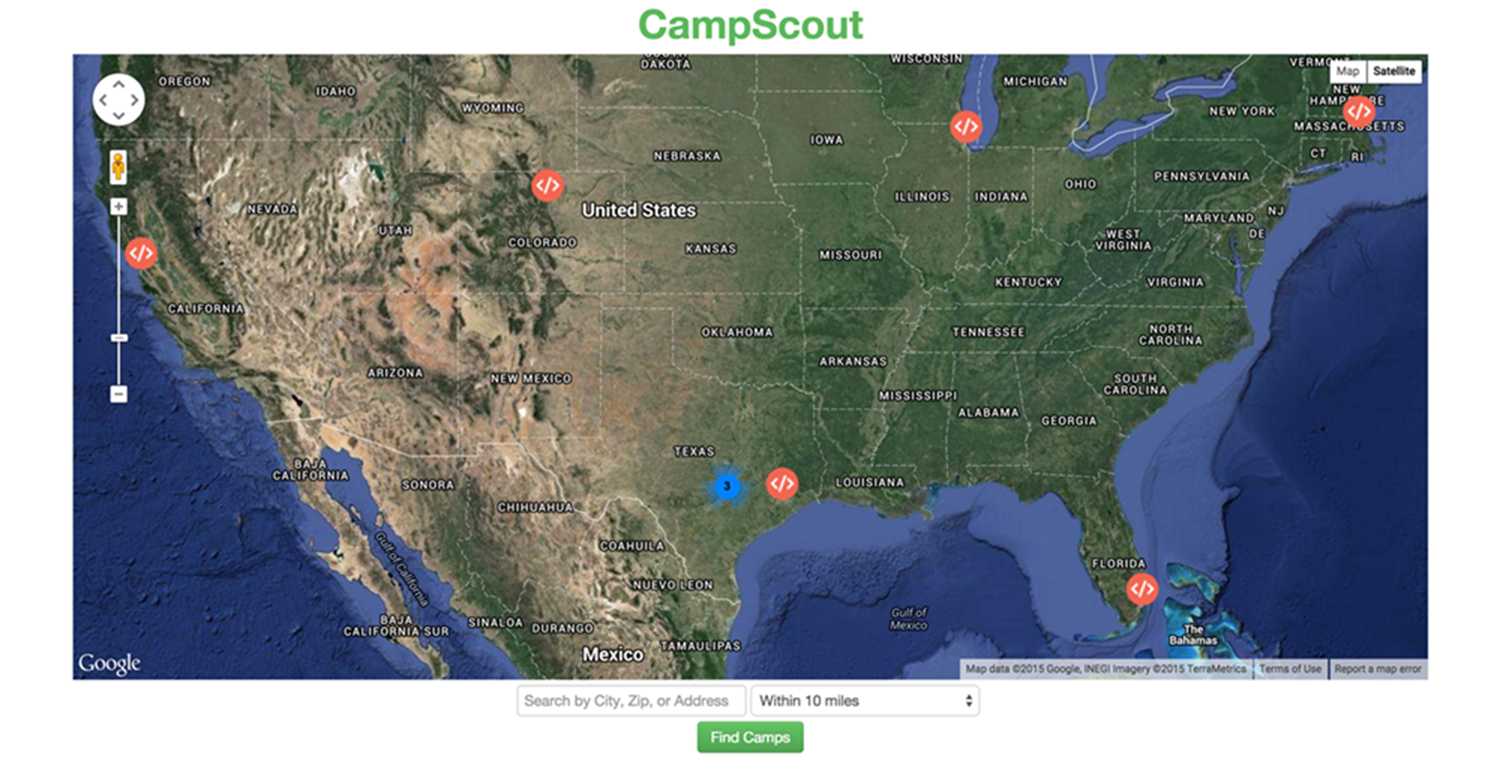 CampScout
SOUTH
DAKOTA
WISCONSIN
VERMONT
Map
Satellite
OREGON
IDAHO
WYOMING
MICHIGAN
NEW
HAMPSHIRE
NEW YORK
MASSACHUSETTS
IOWA
NEBRASKA
CT
RI
PENNSYLVANIA
OHIO
ILLINOIS
INDIANA
NEVADA
United States
MARYLAND
NJ
DE
UTAH
COLORADO
KANSAS
MISSOURI
WEST
VIRGINIA
KENTUCKY
VIRGINIA
CALIFORNIA
OKLAHOMA
TENNESSEE
NORTH
CAROLINA
ARKANSAS
ARIZONA
NEW MEXICO
SOUTH
CAROLINA
MISSISSIPPI
ALABAMA
GEORGIA
TEXAS
BAJA
CALIFORNIA
SONORA
3
</>
</>
</>
</>
</>
</>
LOUISIANA
CHIHUAHUA
COAHUILA
Gulf of California
FLORIDA
NUEVO LEON
Gulf of
Mexico
BAJA
CALIFORNIA SUR
SINALOA
DURANGO
The
Bahamas
TAMAULIPAS
Mexico
Google
Map data ©2015 Google, INEGI Imagery ©2015 TerraMetrics
Terms of Use
Report a map error
Search by City, Zip, or Address
Within 10 miles
Find Camps